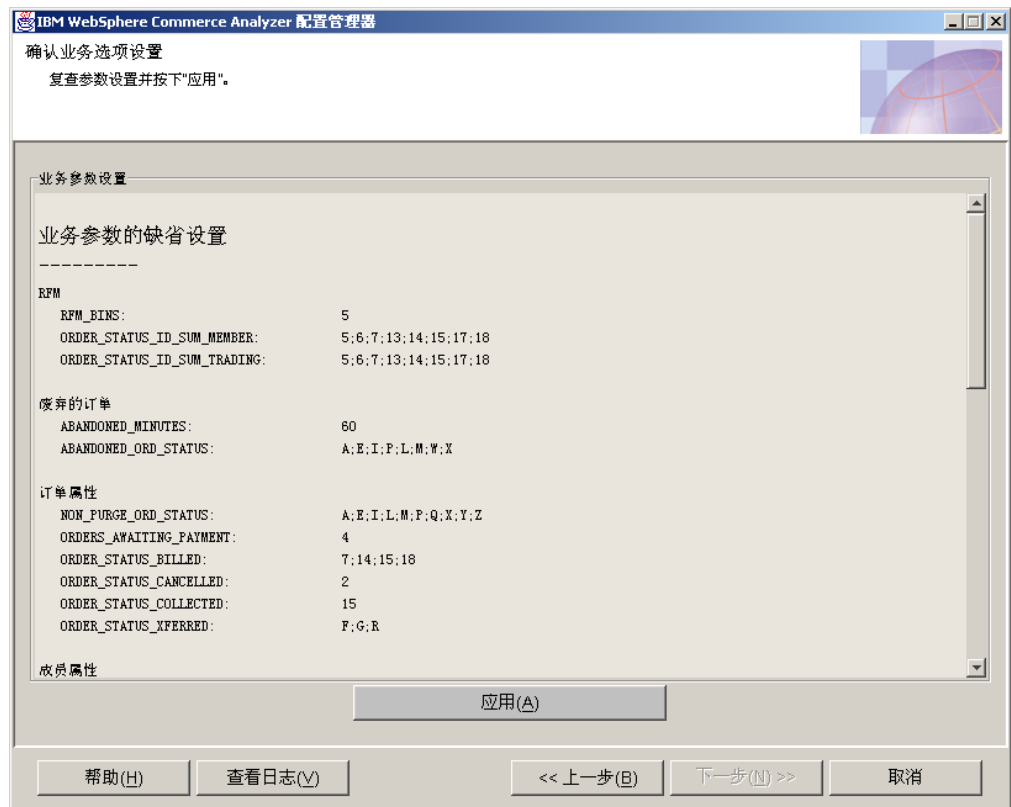 IBM WebSphere Commerce Analyzer 配置管理器
确认业务选项设置
复查参数设置并按下"应用"。
业务参数设置
业务参数的缺省设置
---------
RFM
RFM_BINS: 5
ORDER_STATUS_ID_SUM_MEMBER: 5;6;7;13;14;15;17;18
ORDER_STATUS_ID_SUM_TRADING: 5;6;7;13;14;15;17;18
废弃的订单
ABANDONED_MINUTES: 60
ABANDONED_ORD_STATUS: A;E;I;P;L;M;W;X
订单属性
NON_PURGE_ORD_STATUS: A;E;I;L;M;P;Q;X;Y;Z
ORDERS_AWAITING_PAYMENT: 4
ORDER_STATUS_BILLED: 7;14;15;18
ORDER_STATUS_CANCELLED: 2
ORDER_STATUS_COLLECTED: 15
ORDER_STATUS_XFERRED: F;G;R
成员属性
应用(A)
帮助(H) 查看日志(V) << 上一步(B) 下一步(N) >> 取消